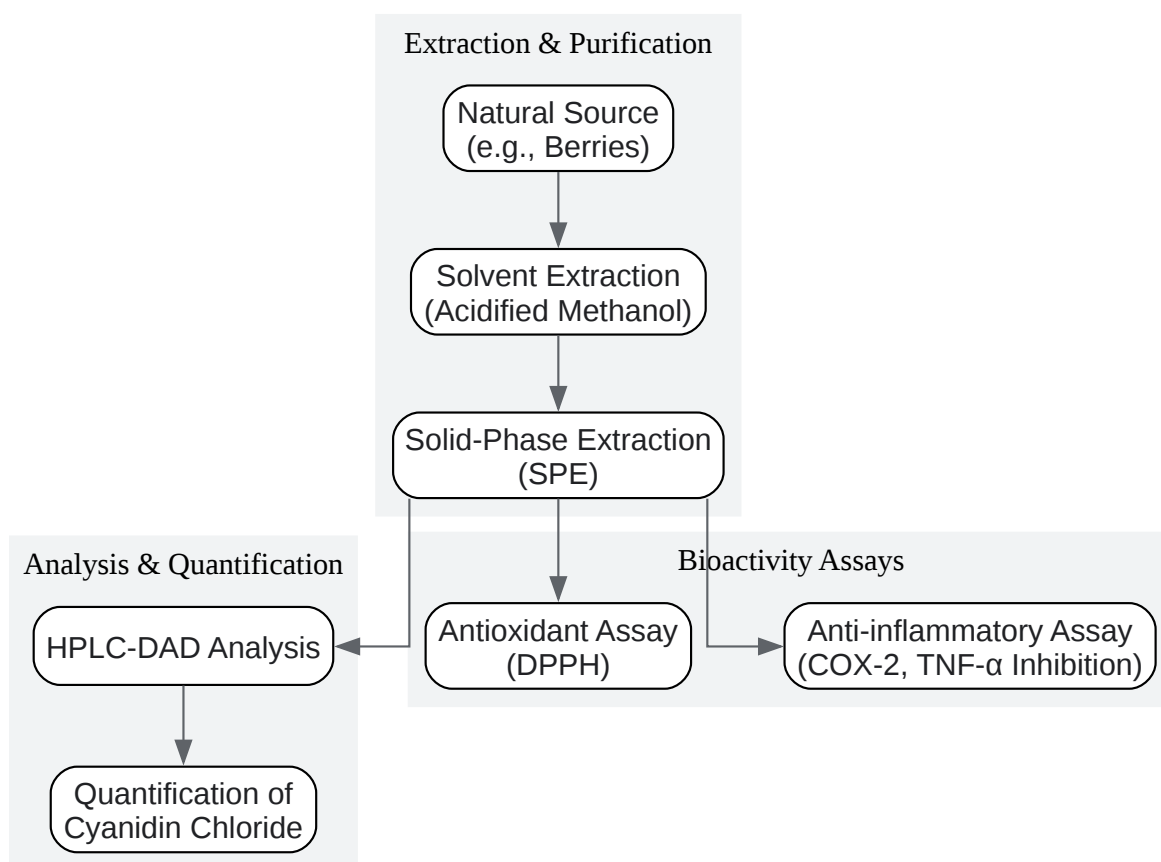 Extraction & Purification
Natural Source
(e.g., Berries)
Solvent Extraction
(Acidified Methanol)
Solid-Phase Extraction
(SPE)
Analysis & Quantification
HPLC-DAD Analysis
Quantification of
Cyanidin Chloride
Bioactivity Assays
Antioxidant Assay
(DPPH)
Anti-inflammatory Assay
(COX-2, TNF-α Inhibition)